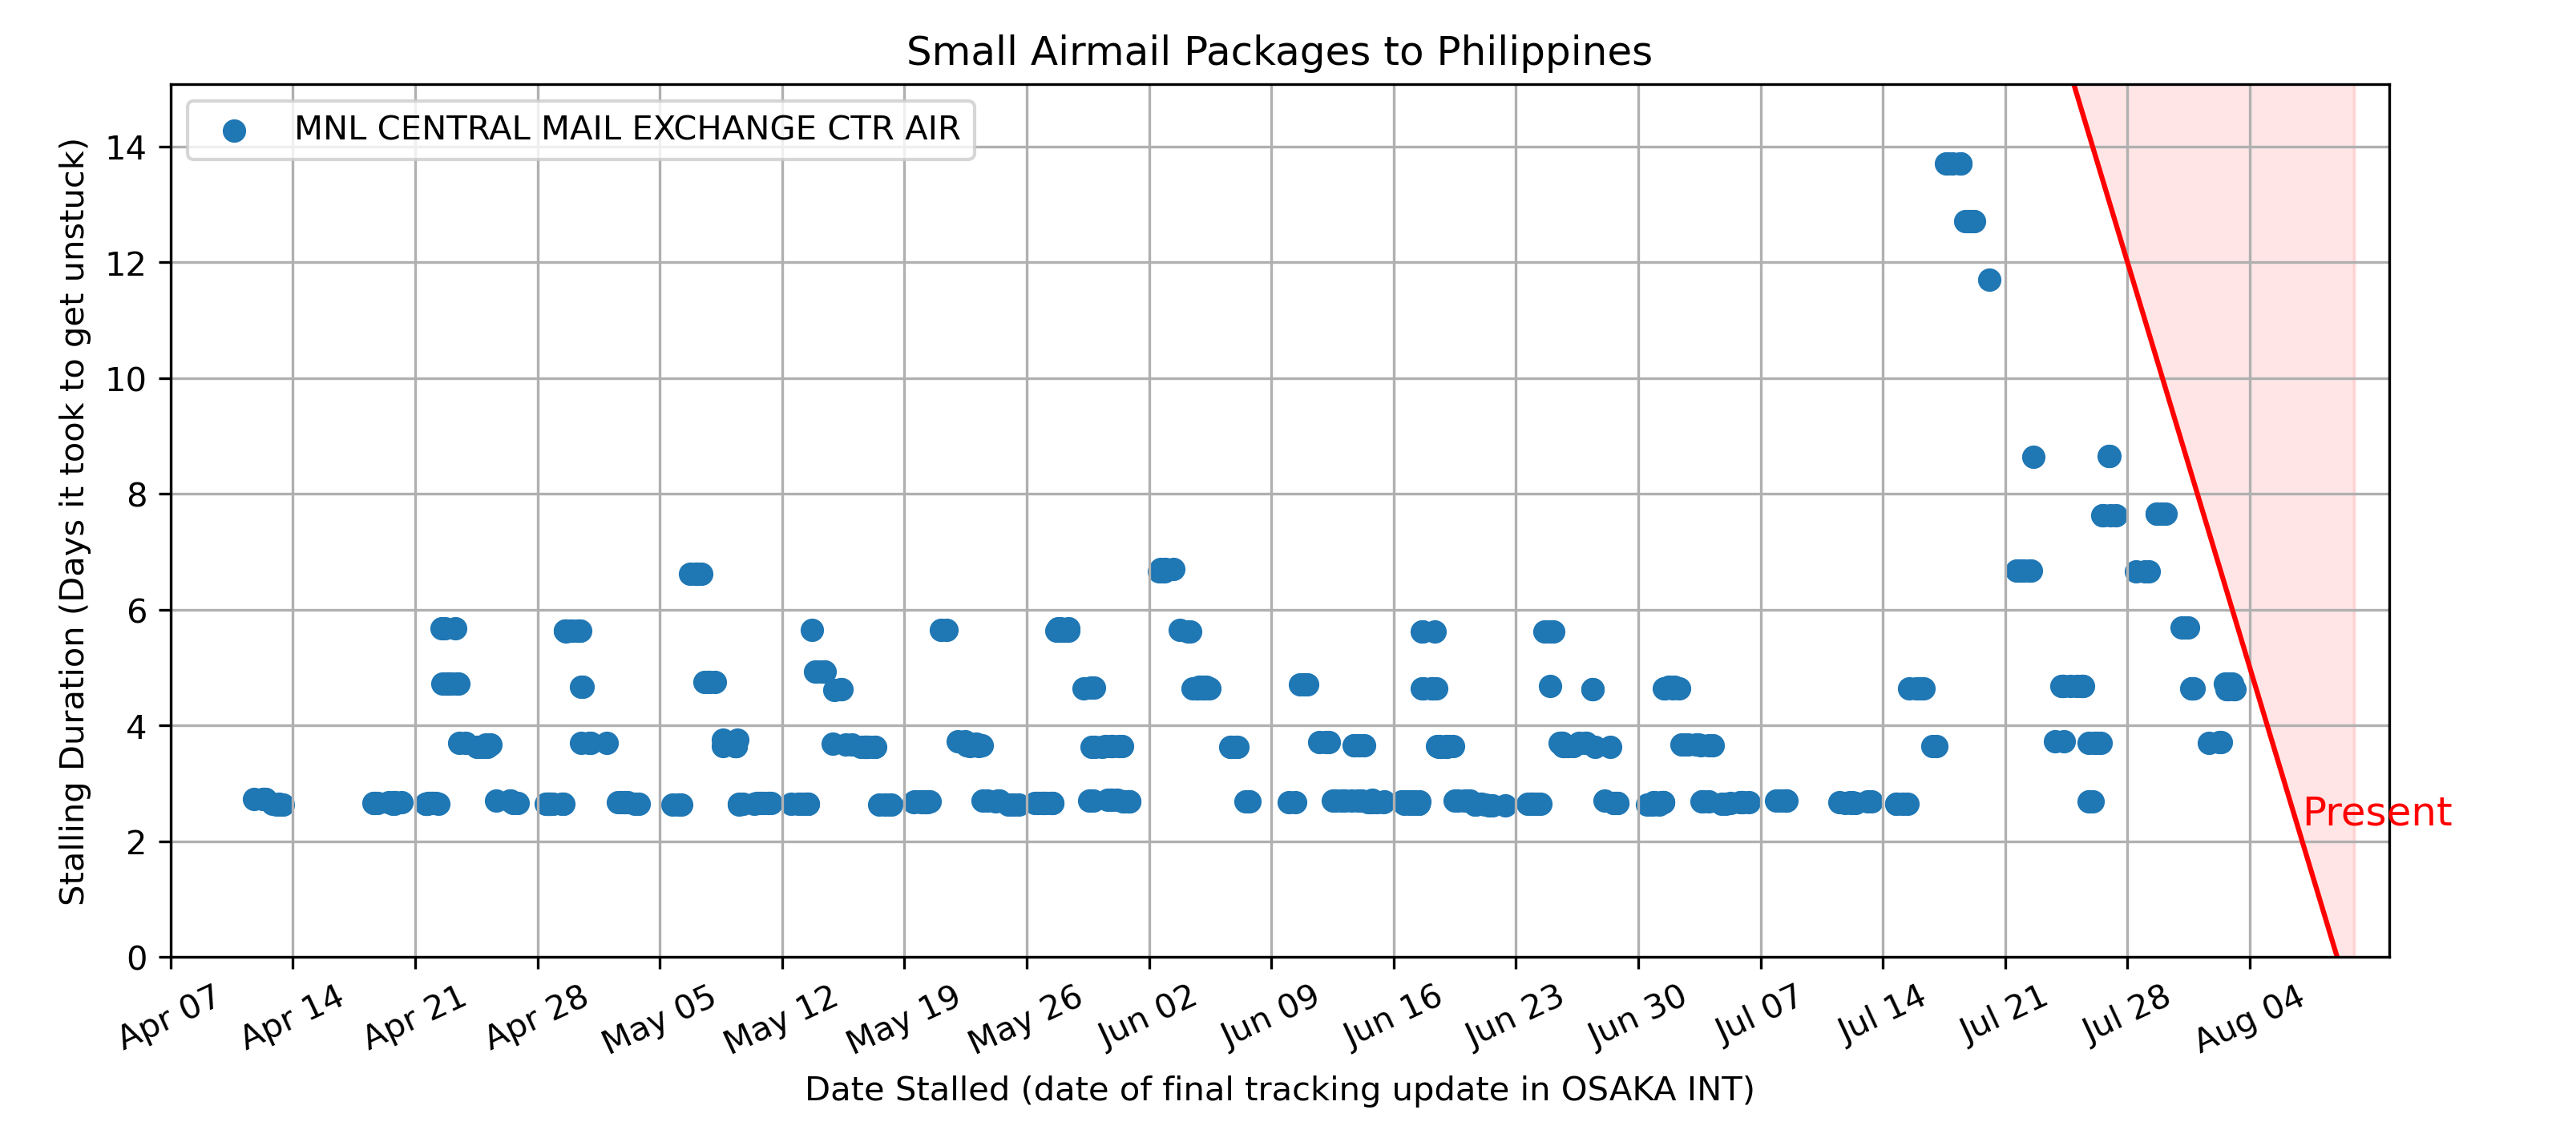 Small Airmail Packages to Philippines
MNL CENTRAL MAIL EXCHANGE CTR AIR
Stalling Duration (Days it took to get unstuck)
14
12
10
8
6
4
2
0
Present
Apr 07
Apr 14
Apr 21
Apr 28
May 05
May 12
May 19
May 26
Jun 02
Jun 09
Jun 16
Jun 23
Jun 30
Jul 07
Jul 14
Jul 21
Jul 28
Aug 04
Date Stalled (date of final tracking update in OSAKA INT)